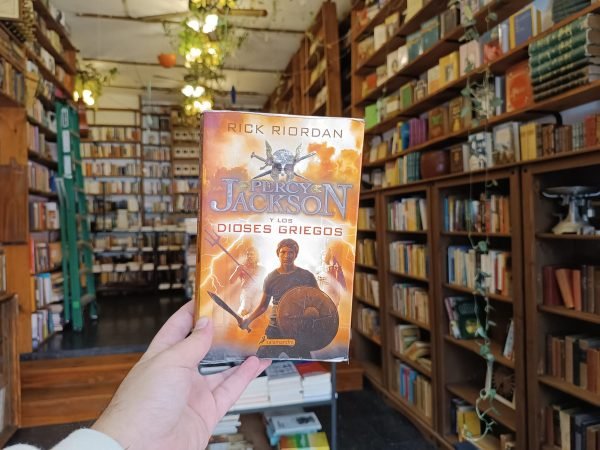 RICK RIORDAN
PERCY
JACKSON
Y LOS
DIOSES GRIEGOS